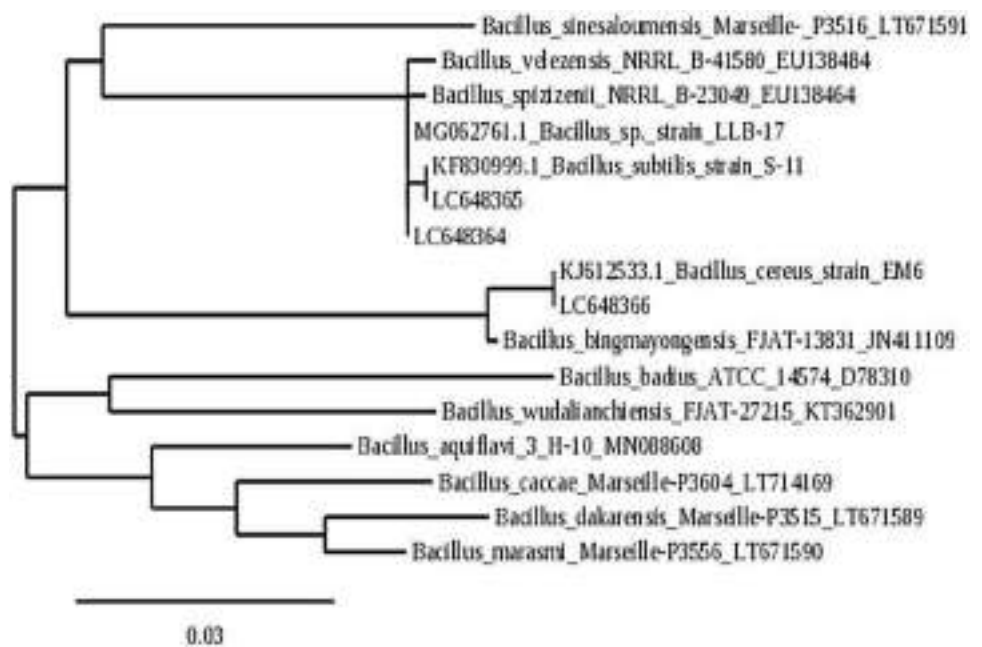 Bacillus_sinesaloumensis_Marseille-_P3516_LT671591
Bacillus_velezensis_NRRL_B-41580_EU138484
Bacillus_spizizenii_NRRL_B-23049_EU138464
MG062761.1_Bacillus_sp._strain_LLB-17
KF830999.1_Bacillus_subtilis_strain_S-11
LC648365
LC648364
KJ612533.1_Bacillus_cereus_strain_EM6
LC648366
Bacillus_bingmayongensis_FJAT-13831_JN411109
Bacillus_badius_ATCC_14574_D78310
Bacillus_wudalianchiensis_FJAT-27215_KT362901
Bacillus_aquiflavi_3_H-10_MN088608
Bacillus_caccae_Marseille-P3604_LT714169
Bacillus_dakarensis_Marseille-P3515_LT671589
Bacillus_marasmi_Marseille-P3556_LT671590
0.03